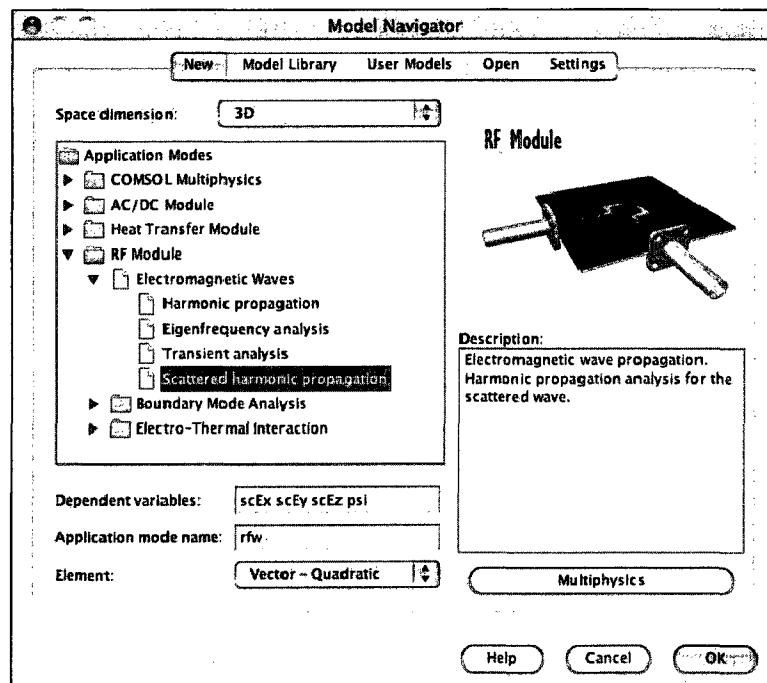 Model Navigator
New Model Library User Models Open Settings
Space dimension: 3D
Application Modes
COMSOL Multiphysics
AC/DC Module
Heat Transfer Module
RF Module
Electromagnetic Waves
Harmonic propagation
Eigenfrequency analysis
Transient analysis
Scattered harmonic propagation
Boundary Mode Analysis
Electro-Thermal Interaction
RF Module
Description:
Electromagnetic wave propagation.
Harmonic propagation analysis for the
scattered wave.
Dependent variables: scEx scEy scEz psi
Application mode name: rfw
Element: Vector - Quadratic
Multiphysics
Help Cancel OK